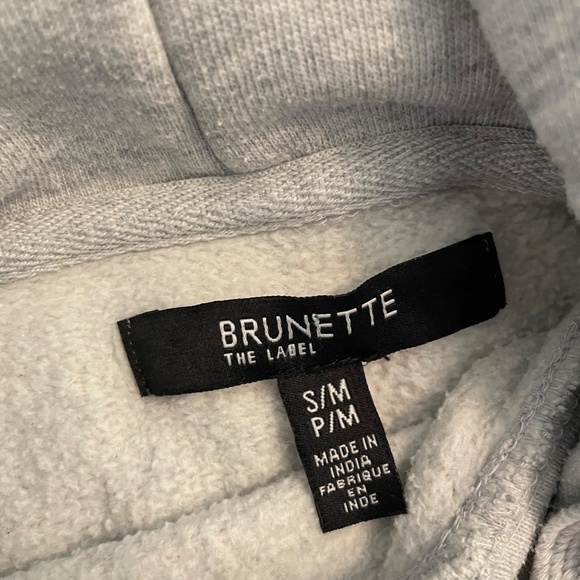 BRUNETTE
THE LABEL
S/M
P/M
MADE IN
INDIA
FABRIQUE
EN
INDE